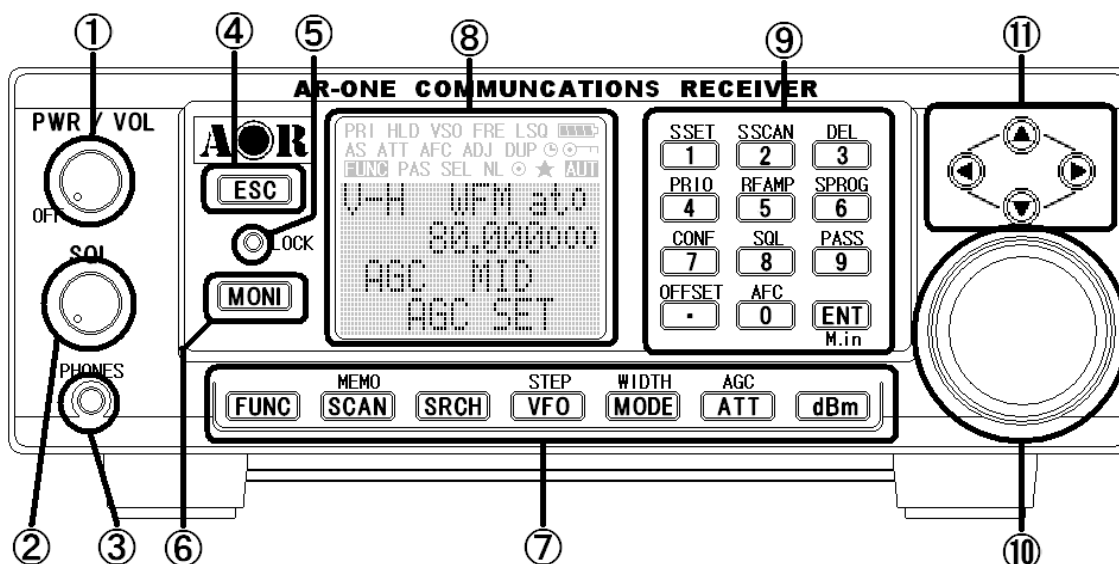 ① ④ ⑤ ⑧ ⑨ ⑪
AR-ONE COMMUNCATIONS RECEIVER
PWR / VOL
OFF
SQL
PHONES
AOR
ESC
LOCK
MONI
PRI HLD VSO FRE LSQ
AS ATT AFC ADJ DUP
FUNC PAS SEL NL AUT
V-H WFM ato
80.000000
AGC MID
AGC SET
SSET SSCAN DEL
1 2 3
PRIO RFAMP SPROG
4 5 6
CONF SQL PASS
7 8 9
OFFSET AFC
. 0 ENT
M.in
MEMO STEP WIDTH AGC
FUNC SCAN SRCH VFO MODE ATT dBm
② ③ ⑥ ⑦ ⑩